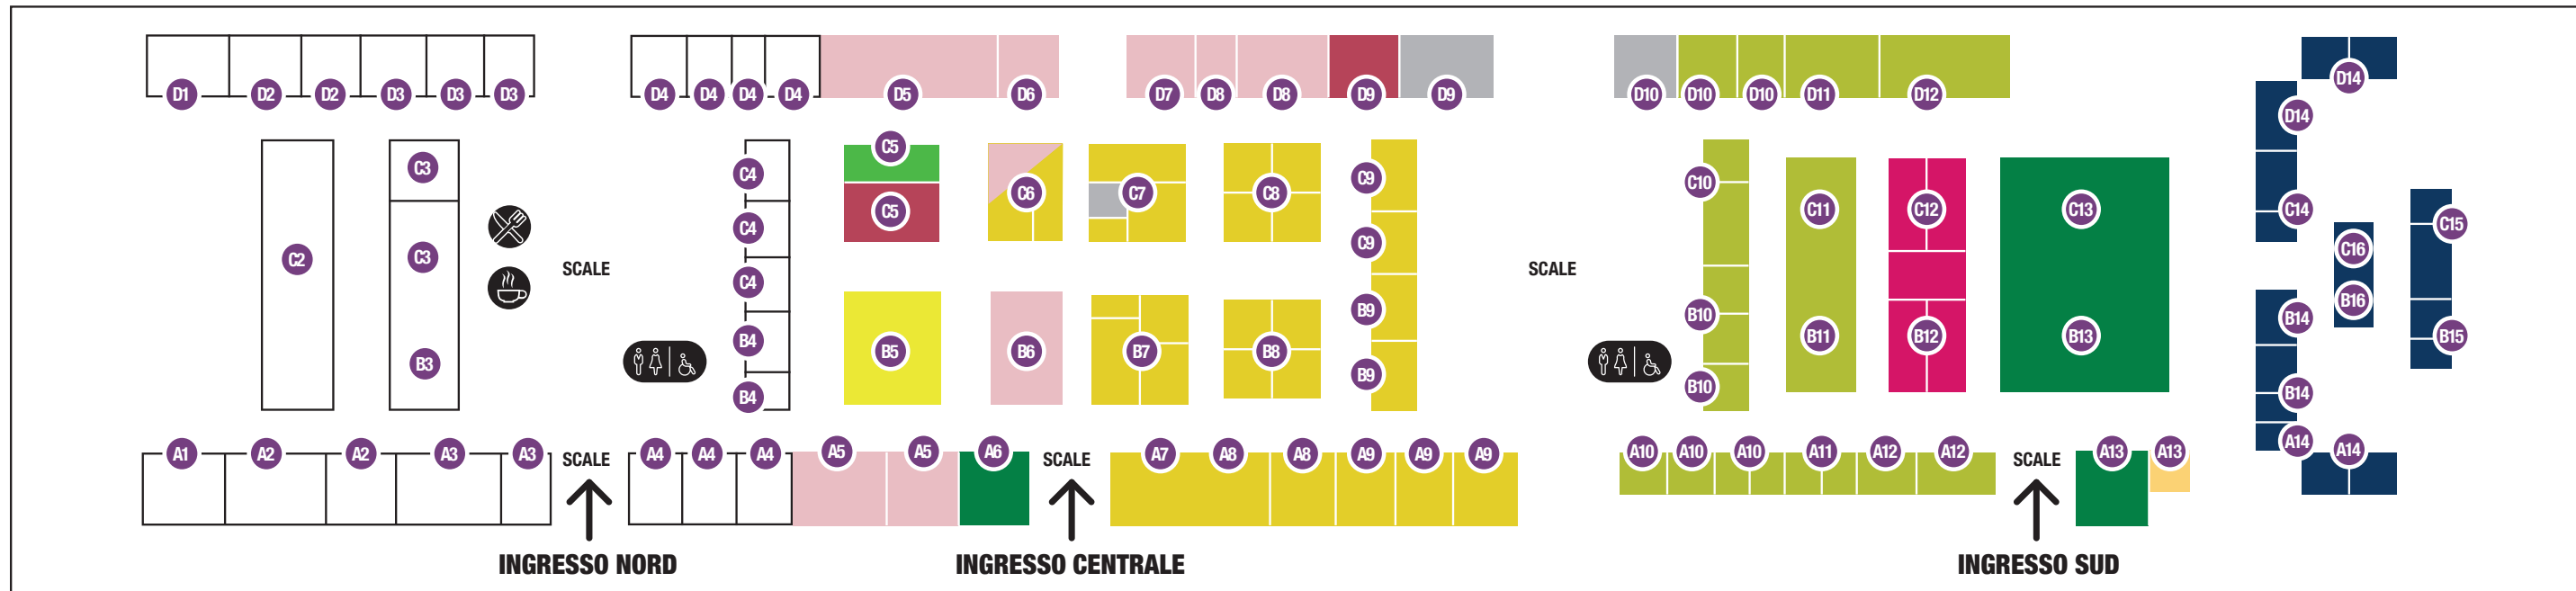 D1 D2 D2 D3 D3 D3 D4 D4 D4 D4 D5 D6 D7 D8 D8 D9 D9 D10 D10 D10 D11 D12 D14
D14
C5
C3 C4 C9 C10
C5 C6 C7 C8 C11 C12 C13 C14
C4 C9 C15
C2 C3 SCALE SCALE C16
C4 B16
B9 B10 B14
B3 B4 B5 B6 B7 B8 B11 B12 B13 B15
B4 B9 B10 B14
A1 A2 A2 A3 A3 A4 A4 A4 A5 A5 A6 A7 A8 A8 A9 A9 A9 A10 A10 A10 A11 A12 A12 A13 A13 A14 A14
SCALE SCALE SCALE
INGRESSO NORD INGRESSO CENTRALE INGRESSO SUD